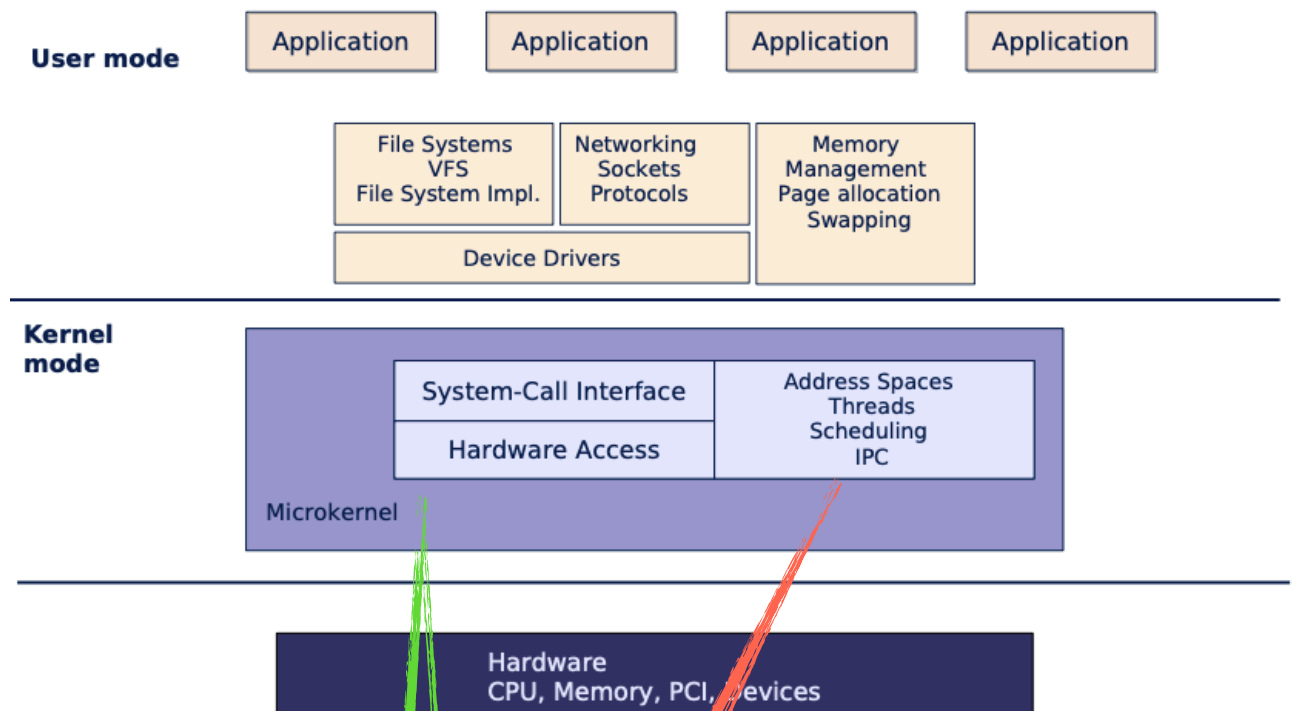 User mode
Application
Application
Application
Application
File Systems
VFS
File System Impl.
Networking
Sockets
Protocols
Memory
Management
Page allocation
Swapping
Device Drivers
Kernel
mode
System-Call Interface
Hardware Access
Address Spaces
Threads
Scheduling
IPC
Microkernel
Hardware
CPU, Memory, PCI, Devices